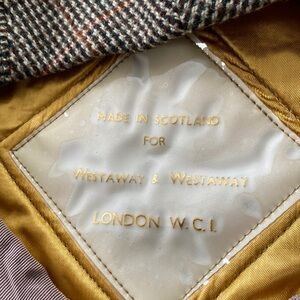 MADE IN SCOTLAND
FOR
WESTAWAY & WESTAWAY
LONDON W.C.1.